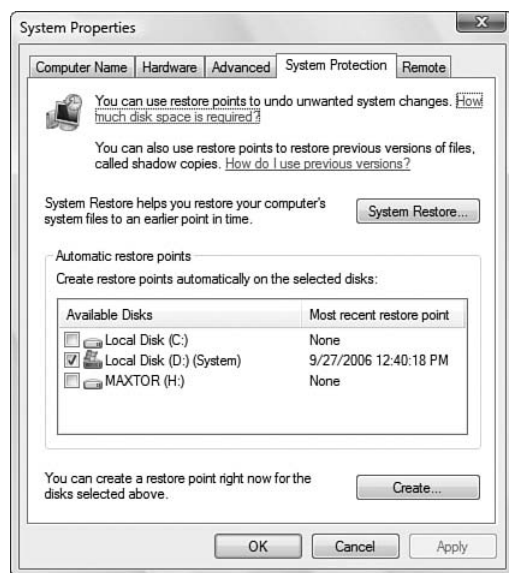 System Properties
X
Computer Name Hardware Advanced System Protection Remote
You can use restore points to undo unwanted system changes. How
much disk space is required?
You can also use restore points to restore previous versions of files,
called shadow copies. How do I use previous versions?
System Restore helps you restore your computer's
system files to an earlier point in time.
System Restore...
Automatic restore points
Create restore points automatically on the selected disks:
Available Disks Most recent restore point
Local Disk (C:) None
Local Disk (D:) (System) 9/27/2006 12:40:18 PM
MAXTOR (H:) None
You can create a restore point right now for the
disks selected above.
Create...
OK Cancel Apply